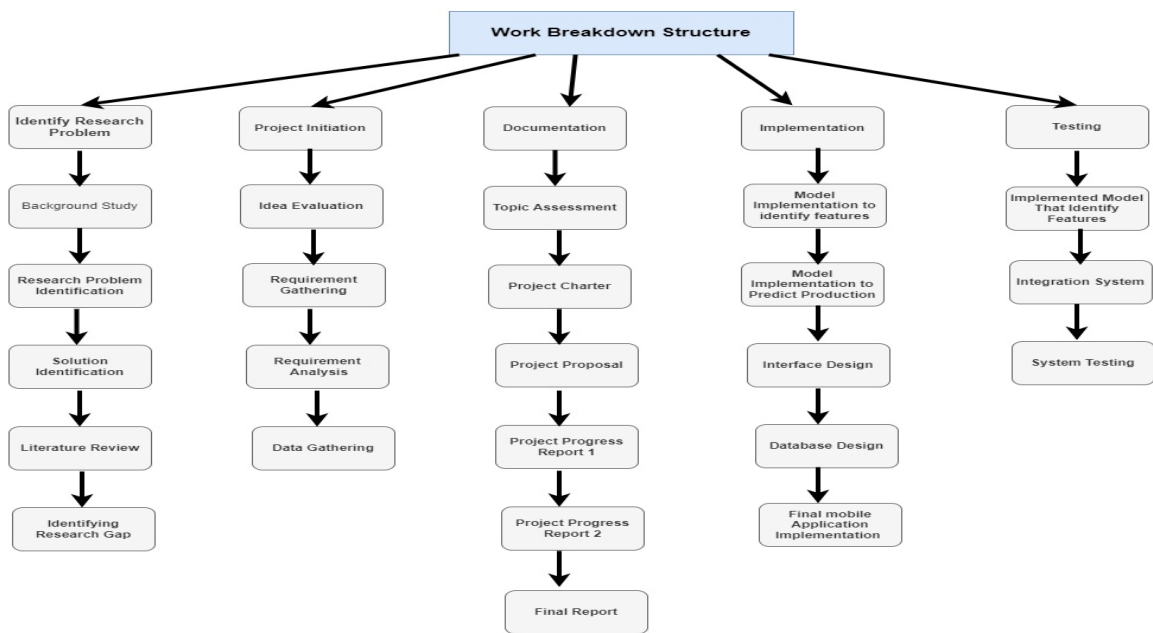 Work Breakdown Structure
Identify Research
Problem
Background Study
Research Problem
Identification
Solution
Identification
Literature Review
Identifying
Research Gap
Project Initiation
Idea Evaluation
Requirement
Gathering
Requirement
Analysis
Data Gathering
Documentation
Topic Assessment
Project Charter
Project Proposal
Project Progress
Report 1
Project Progress
Report 2
Final Report
Implementation
Model
Implementation to
identify features
Model
Implementation to
Predict Production
Interface Design
Database Design
Final mobile
Application
Implementation
Testing
Implemented Model
That Identify
Features
Integration System
System Testing